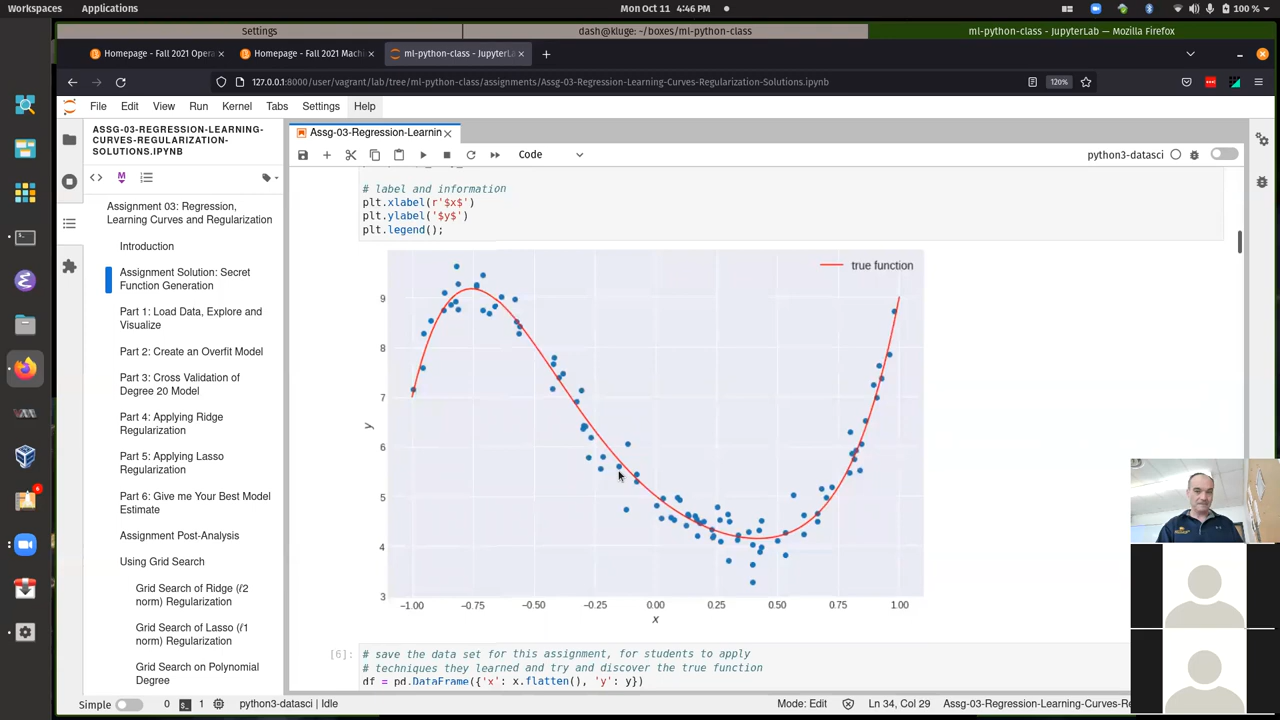 Workspaces Applications Mon Oct 11 4:46 PM 100 %
Settings dash@kluge: ~/boxes/ml-python-class ml-python-class - JupyterLab — Mozilla Firefox
Homepage - Fall 2021 Opera Homepage - Fall 2021 Machi ml-python-class - JupyterL
127.0.0.1:8000/user/vagrant/lab/tree/ml-python-class/assignments/Assg-03-Regression-Learning-Curves-Regularization-Solutions.ipynb 120%
File Edit View Run Kernel Tabs Settings Help
ASSG-03-REGRESSION-LEARNING-
CURVES-REGULARIZATION-
SOLUTIONS.IPYNB
Assignment 03: Regression,
Learning Curves and Regularization
Introduction
Assignment Solution: Secret
Function Generation
Part 1: Load Data, Explore and
Visualize
Part 2: Create an Overfit Model
Part 3: Cross Validation of
Degree 20 Model
Part 4: Applying Ridge
Regularization
Part 5: Applying Lasso
Regularization
Part 6: Give me Your Best Model
Estimate
Assignment Post-Analysis
Using Grid Search
Grid Search of Ridge (ℓ2
norm) Regularization
Grid Search of Lasso (ℓ1
norm) Regularization
Grid Search on Polynomial
Degree
Assg-03-Regression-Learnin
Code python3-datasci
# label and information
plt.xlabel(r'$x$')
plt.ylabel('$y$')
plt.legend();
true function
9
8
7
6
5
4
3
y
−1.00 −0.75 −0.50 −0.25 0.00 0.25 0.50 0.75 1.00
x
[6]: # save the data set for this assignment, for students to apply
# techniques they learned and try and discover the true function
df = pd.DataFrame({'x': x.flatten(), 'y': y})
Simple 0 1 python3-datasci | Idle Mode: Edit Ln 34, Col 29 Assg-03-Regression-Learning-Curves-Re